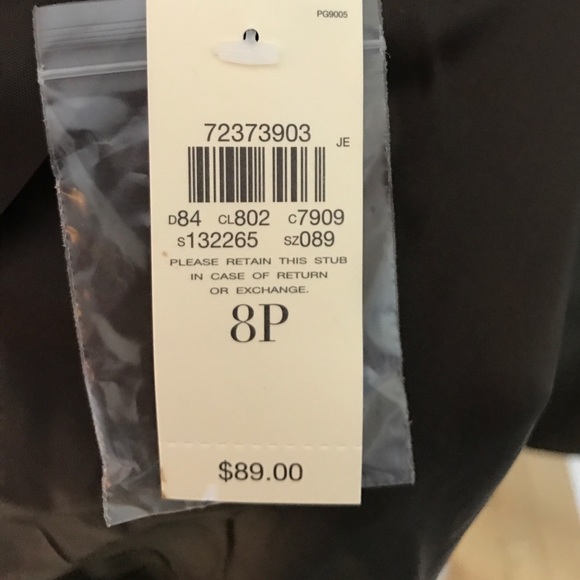 PG9005
72373903
JE
D84 CL802 C7909
S132265 SZ089
PLEASE RETAIN THIS STUB
IN CASE OF RETURN
OR EXCHANGE.
8P
$89.00